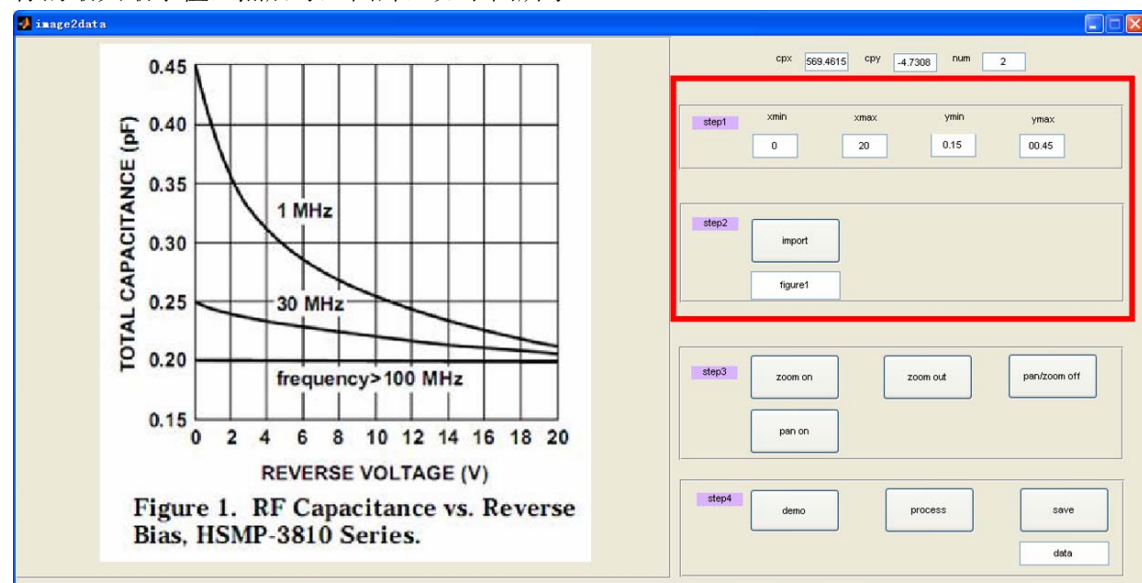 image2data
0.45
0.40
0.35
0.30
0.25
0.20
0.15
TOTAL CAPACITANCE (pF)
1 MHz
30 MHz
frequency>100 MHz
0 2 4 6 8 10 12 14 16 18 20
REVERSE VOLTAGE (V)
Figure 1. RF Capacitance vs. Reverse
Bias, HSMP-3810 Series.
cpx 569.4615 cpy -4.7308 num 2
step1 xmin xmax ymin ymax
0 20 0.15 00.45
step2
import
figure1
step3 zoom on zoom out pan/zoom off
pan on
step4 demo process save
data